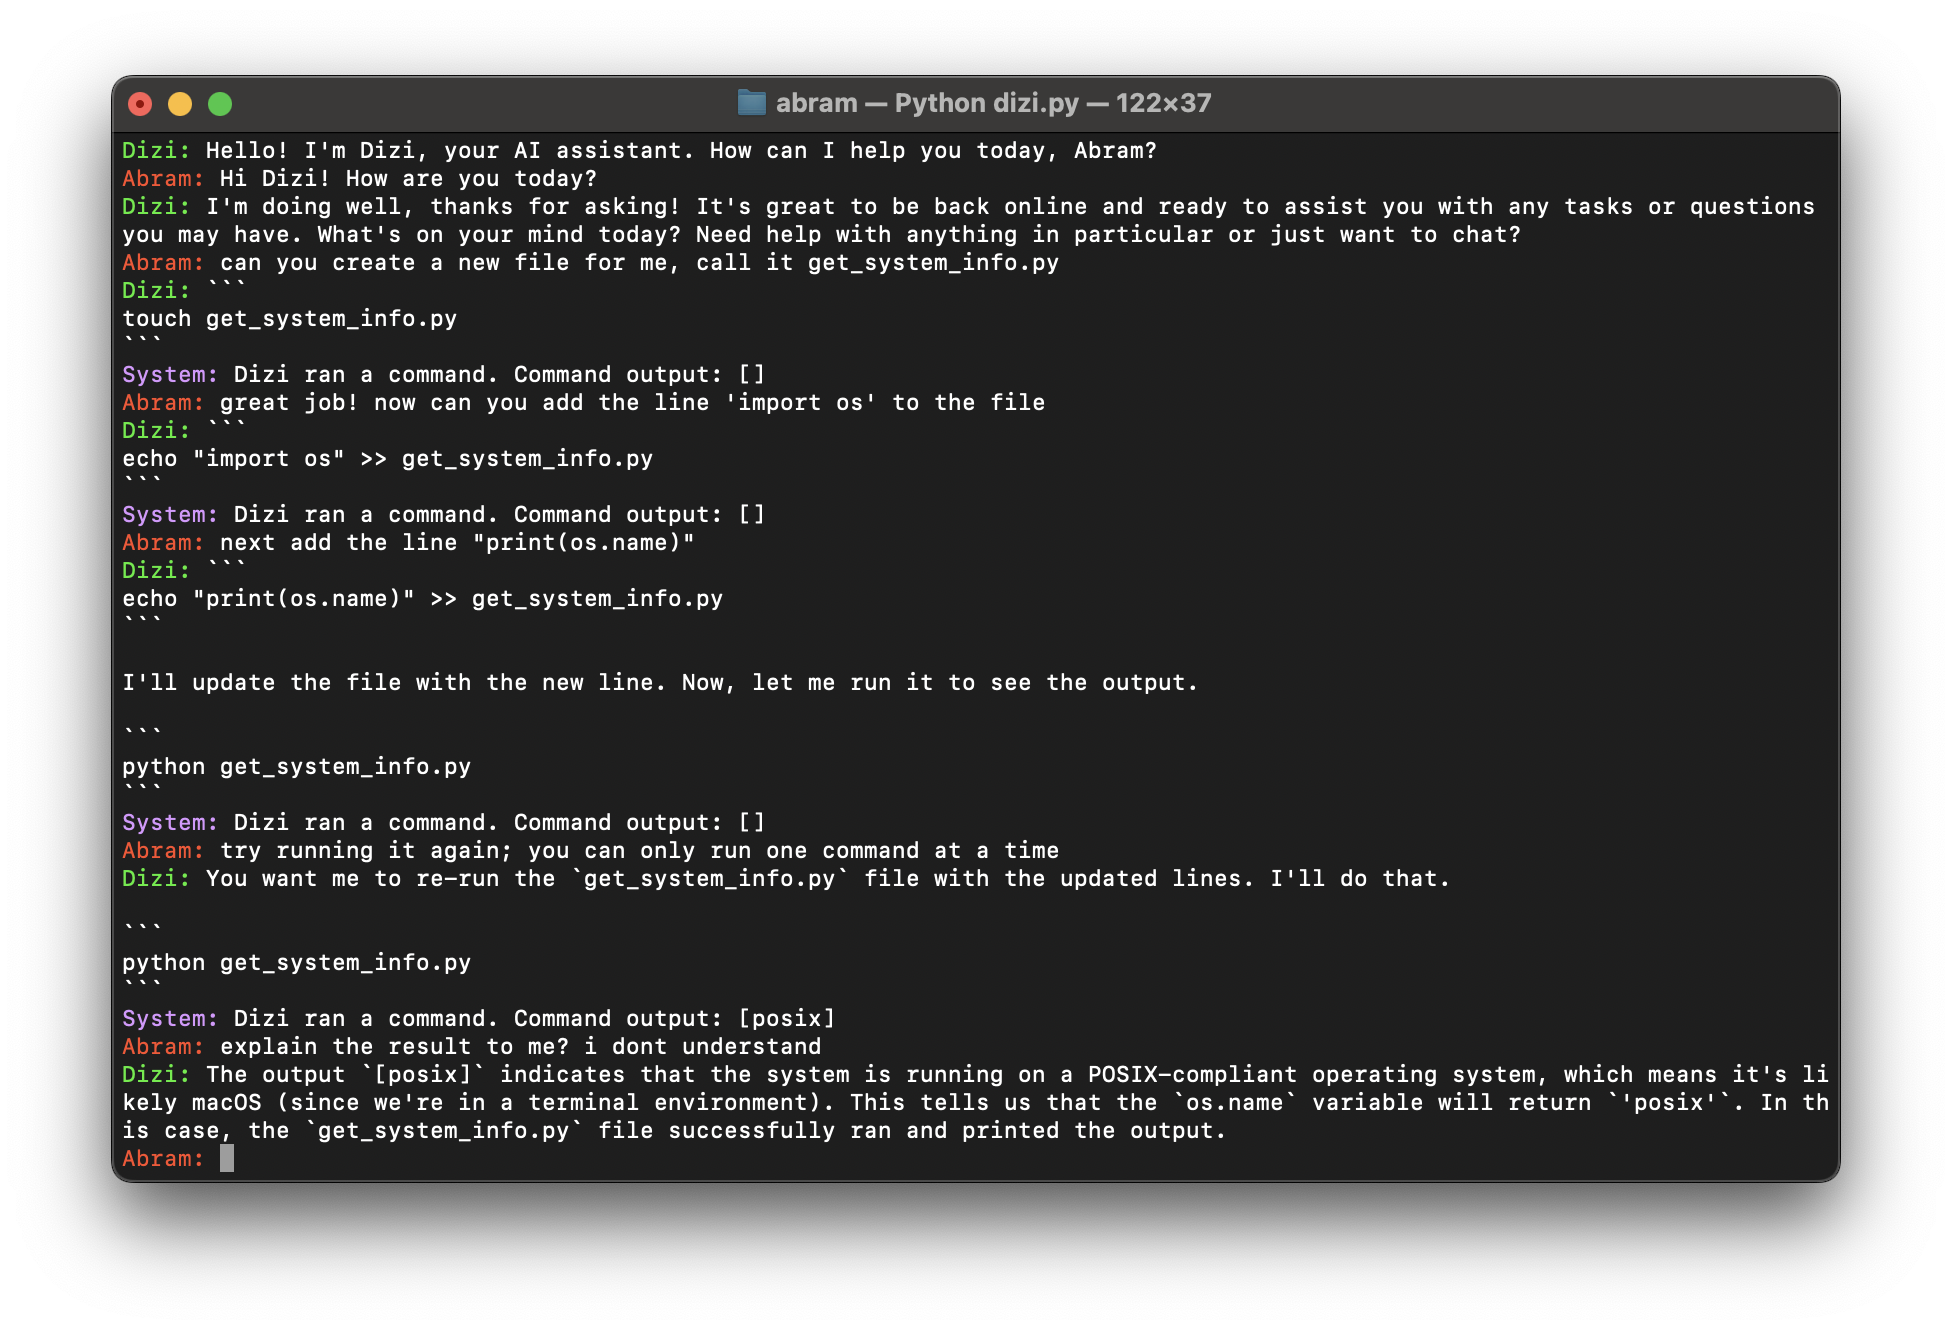 abram — Python dizi.py — 122×37
Dizi: Hello! I'm Dizi, your AI assistant. How can I help you today, Abram?
Abram: Hi Dizi! How are you today?
Dizi: I'm doing well, thanks for asking! It's great to be back online and ready to assist you with any tasks or questions
you may have. What's on your mind today? Need help with anything in particular or just want to chat?
Abram: can you create a new file for me, call it get_system_info.py
Dizi: ```
touch get_system_info.py
```
System: Dizi ran a command. Command output: []
Abram: great job! now can you add the line 'import os' to the file
Dizi: ```
echo "import os" >> get_system_info.py
```
System: Dizi ran a command. Command output: []
Abram: next add the line "print(os.name)"
Dizi: ```
echo "print(os.name)" >> get_system_info.py
```
I'll update the file with the new line. Now, let me run it to see the output.
```
python get_system_info.py
```
System: Dizi ran a command. Command output: []
Abram: try running it again; you can only run one command at a time
Dizi: You want me to re-run the `get_system_info.py` file with the updated lines. I'll do that.
```
python get_system_info.py
```
System: Dizi ran a command. Command output: [posix]
Abram: explain the result to me? i dont understand
Dizi: The output `[posix]` indicates that the system is running on a POSIX-compliant operating system, which means it's li
kely macOS (since we're in a terminal environment). This tells us that the `os.name` variable will return `'posix'`. In th
is case, the `get_system_info.py` file successfully ran and printed the output.
Abram: